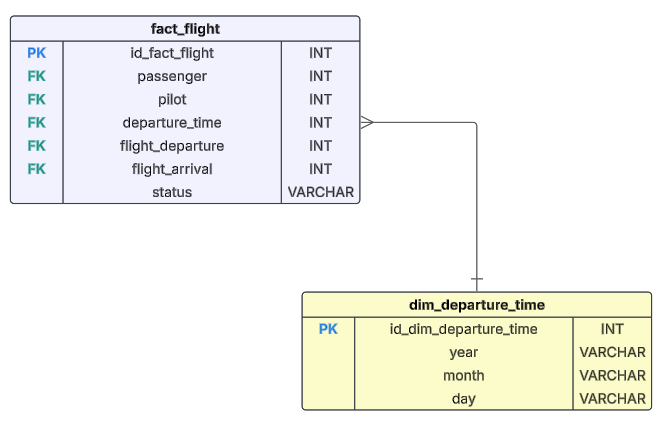 fact_flight
PK id_fact_flight INT
FK passenger INT
FK pilot INT
FK departure_time INT
FK flight_departure INT
FK flight_arrival INT
status VARCHAR
dim_departure_time
PK id_dim_departure_time INT
year VARCHAR
month VARCHAR
day VARCHAR